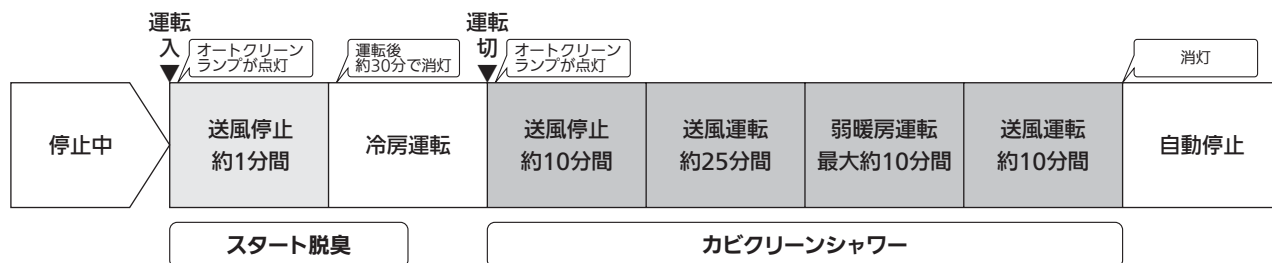 運転
入
オートクリーン
ランプが点灯
運転後
約30分で消灯
運転
切
オートクリーン
ランプが点灯
消灯
停止中
送風停止
約1分間
冷房運転
送風停止
約10分間
送風運転
約25分間
弱暖房運転
最大約10分間
送風運転
約10分間
自動停止
スタート脱臭
カビクリーンシャワー